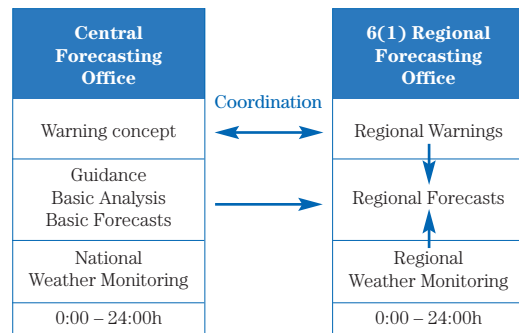 Central
Forecasting
Office
6(1) Regional
Forecasting
Office
Coordination
Warning concept
Regional Warnings
Guidance
Basic Analysis
Basic Forecasts
Regional Forecasts
National
Weather Monitoring
Regional
Weather Monitoring
0:00 – 24:00h
0:00 – 24:00h